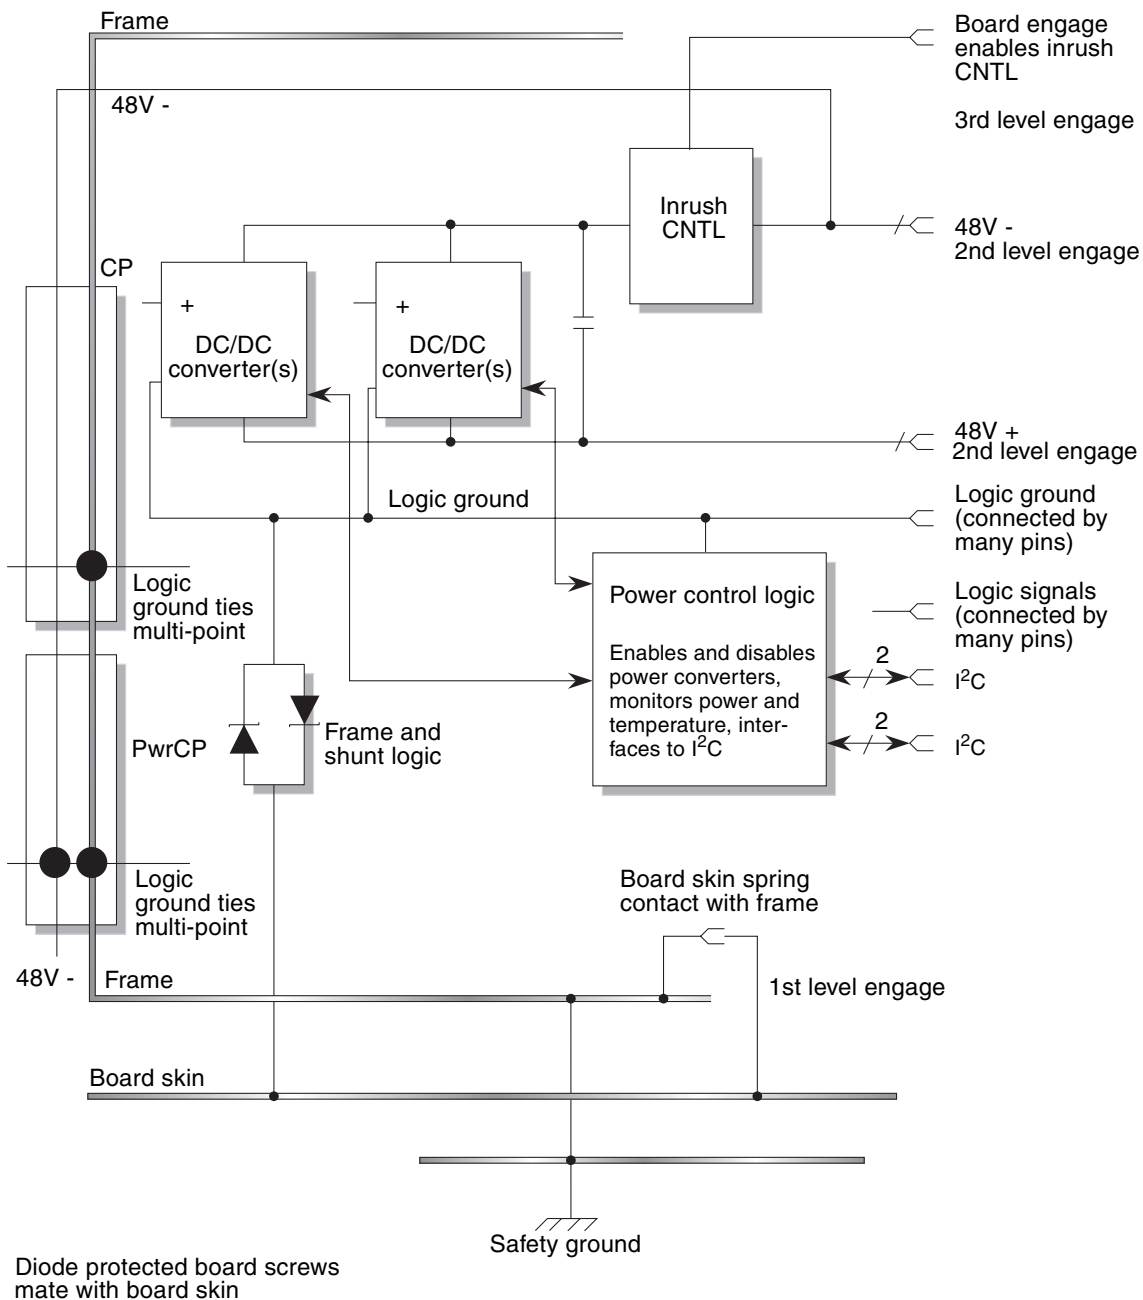 Frame
Board engage
enables inrush
CNTL
3rd level engage
48V -
Inrush
CNTL
48V -
2nd level engage
CP
+
DC/DC
converter(s)
+
DC/DC
converter(s)
48V +
2nd level engage
Logic ground
Logic ground
(connected by
many pins)
Logic
ground ties
multi-point
Power control logic
Enables and disables
power converters,
monitors power and
temperature, inter-
faces to I²C
Logic signals
(connected by
many pins)
2
I²C
2
I²C
PwrCP
Frame and
shunt logic
Logic
ground ties
multi-point
Board skin spring
contact with frame
48V -
Frame
1st level engage
Board skin
Safety ground
Diode protected board screws
mate with board skin